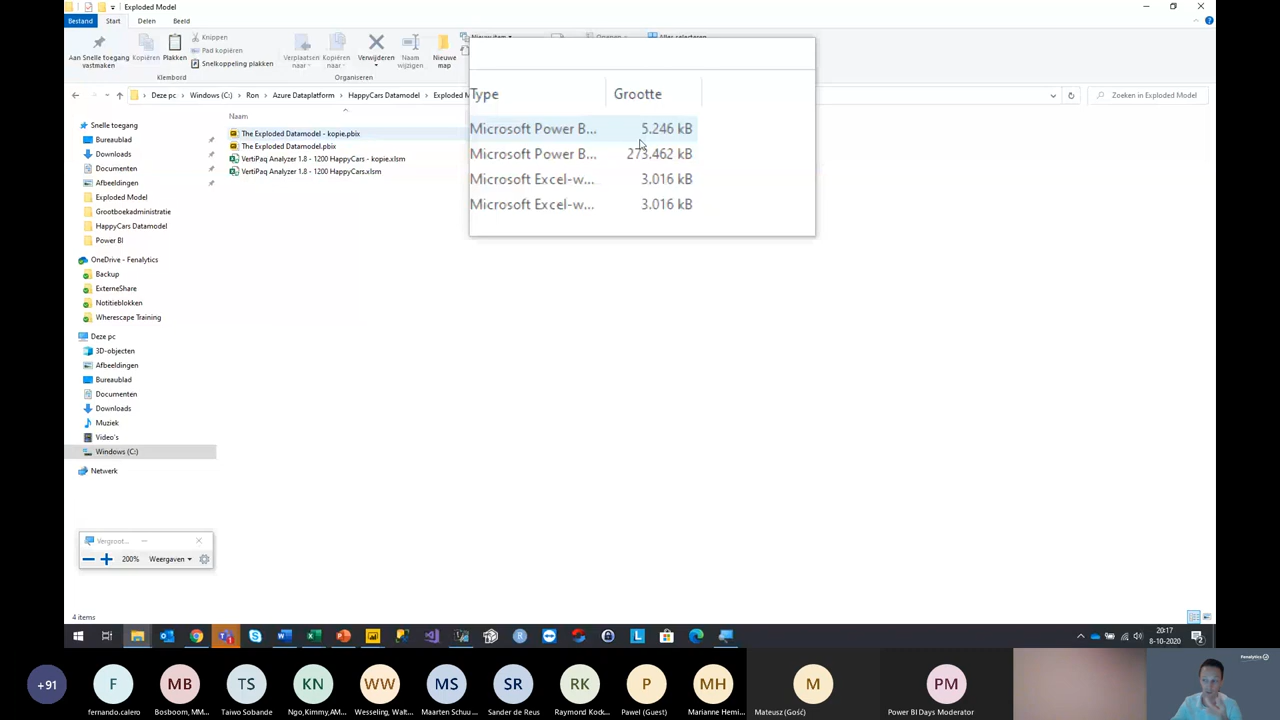 Exploded Model
Bestand
Start
Delen
Beeld
Aan Snelle toegang vastmaken
Kopiëren
Plakken
Knippen
Pad kopiëren
Snelkoppeling plakken
Klembord
Verplaatsen naar
Kopiëren naar
Verwijderen
Naam wijzigen
Organiseren
Nieuwe map
Alles selecteren
Deze pc > Windows (C:) > Ron > Azure Dataplatform > HappyCars Datamodel >
Zoeken in Exploded Model
Naam
The Exploded Datamodel - kopie.pbix
The Exploded Datamodel.pbix
VertiPaq Analyzer 1.8 - 1200 HappyCars - kopie.xlsm
VertiPaq Analyzer 1.8 - 1200 HappyCars.xlsm
Type Grootte
Microsoft Power B... 5.246 kB
Microsoft Power B... 273.462 kB
Microsoft Excel-w... 3.016 kB
Microsoft Excel-w... 3.016 kB
Snelle toegang
Bureaublad
Downloads
Documenten
Afbeeldingen
Exploded Model
Grootboekadministratie
HappyCars Datamodel
Power BI
OneDrive - Fenalytics
Backup
ExterneShare
Notitieblokken
Wherescape Training
Deze pc
3D-objecten
Afbeeldingen
Bureaublad
Documenten
Downloads
Muziek
Video's
Windows (C:)
Netwerk
Vergroot...
200% Weergaven
4 items
20:17
8-10-2020
+91
F
MB
TS
KN
WW
MS
SR
RK
P
MH
M
PM
fernando.calero
Bosboom, MM...
Taiwo Sobande
Ngo,Kimmy,AM...
Wesseling, Walt...
Maarten Schuu...
Sander de Reus
Raymond Kock...
Pawel (Guest)
Marianne Hemi...
Mateusz (Gość)
Power BI Days Moderator
Fenalytics